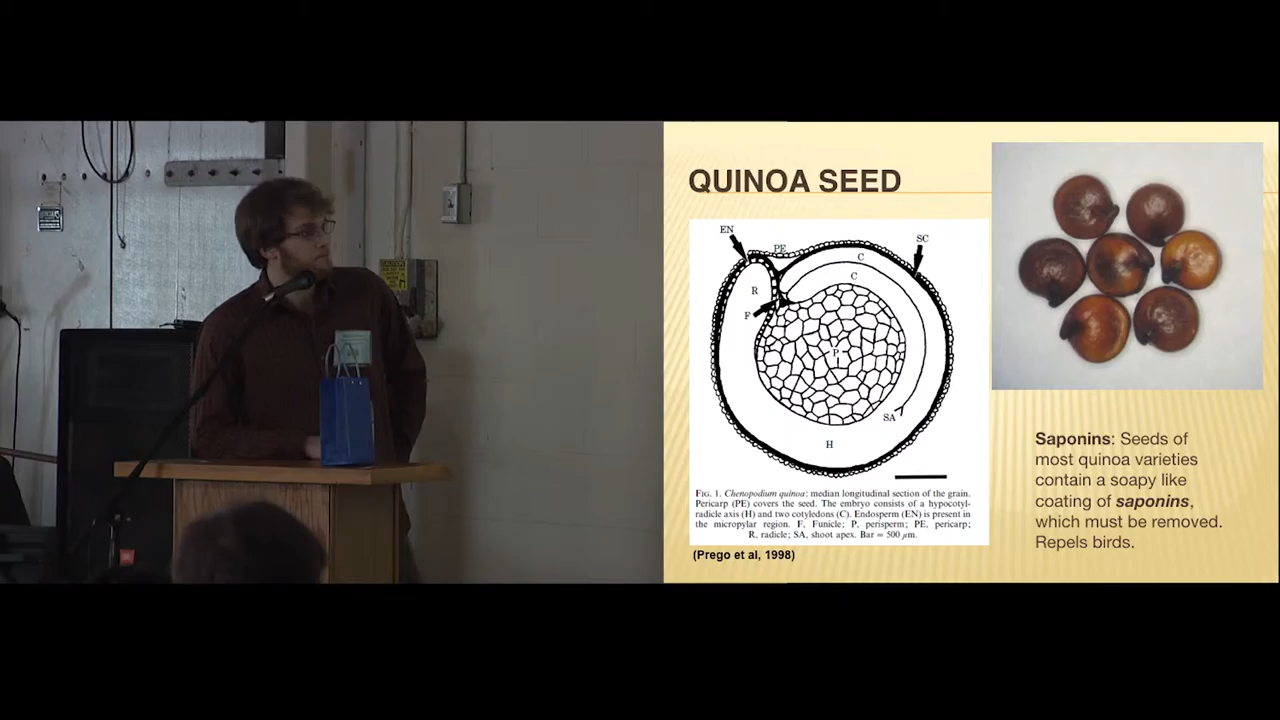 QUINOA SEED
EN
PE
SC
C
C
R
F
P
SA
H
FIG. 1. Chenopodium quinoa: median longitudinal section of the grain.
Pericarp (PE) covers the seed. The embryo consists of a hypocotyl-
radicle axis (H) and two cotyledons (C). Endosperm (EN) is present in
the micropylar region. F, Funicle; P, perisperm; PE, pericarp;
R, radicle; SA, shoot apex. Bar = 500 μm.
(Prego et al, 1998)
Saponins: Seeds of
most quinoa varieties
contain a soapy like
coating of saponins,
which must be removed.
Repels birds.
CAUTION